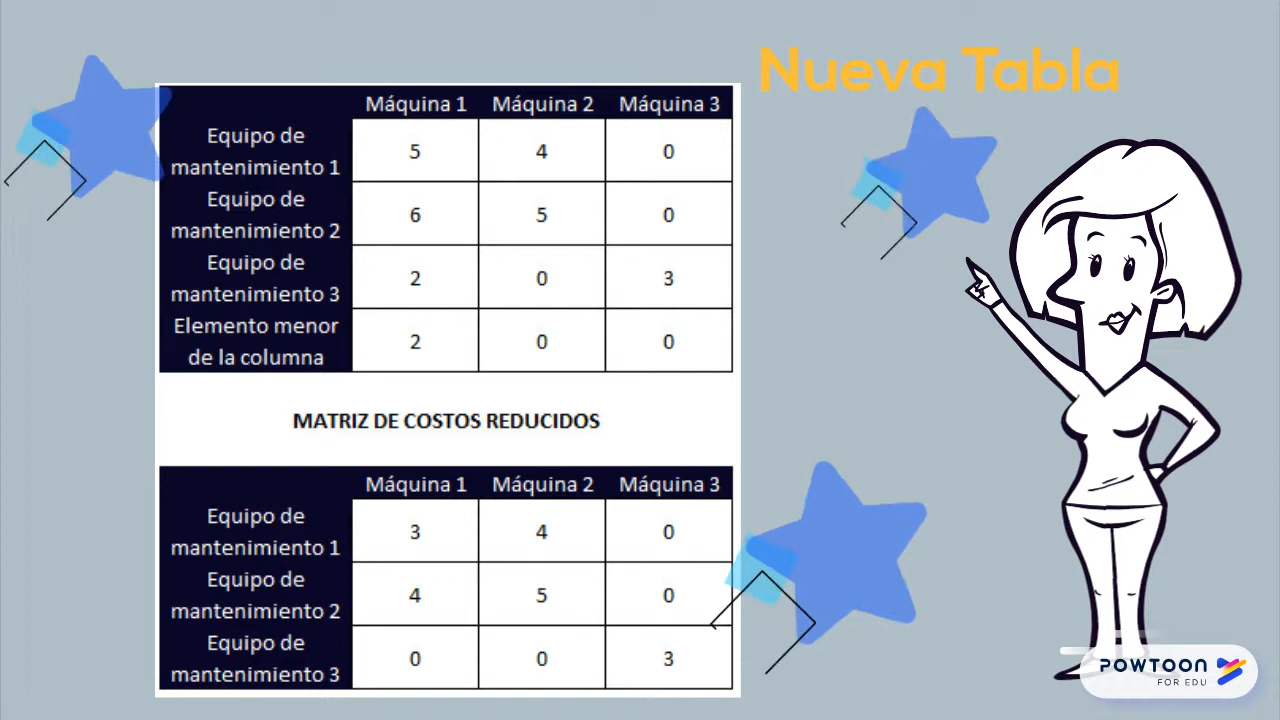 Nueva Tabla
Máquina 1 Máquina 2 Máquina 3
Equipo de
mantenimiento 1 5 4 0
Equipo de
mantenimiento 2 6 5 0
Equipo de
mantenimiento 3 2 0 3
Elemento menor
de la columna 2 0 0
MATRIZ DE COSTOS REDUCIDOS
Máquina 1 Máquina 2 Máquina 3
Equipo de
mantenimiento 1 3 4 0
Equipo de
mantenimiento 2 4 5 0
Equipo de
mantenimiento 3 0 0 3
POWTOON
FOR EDU